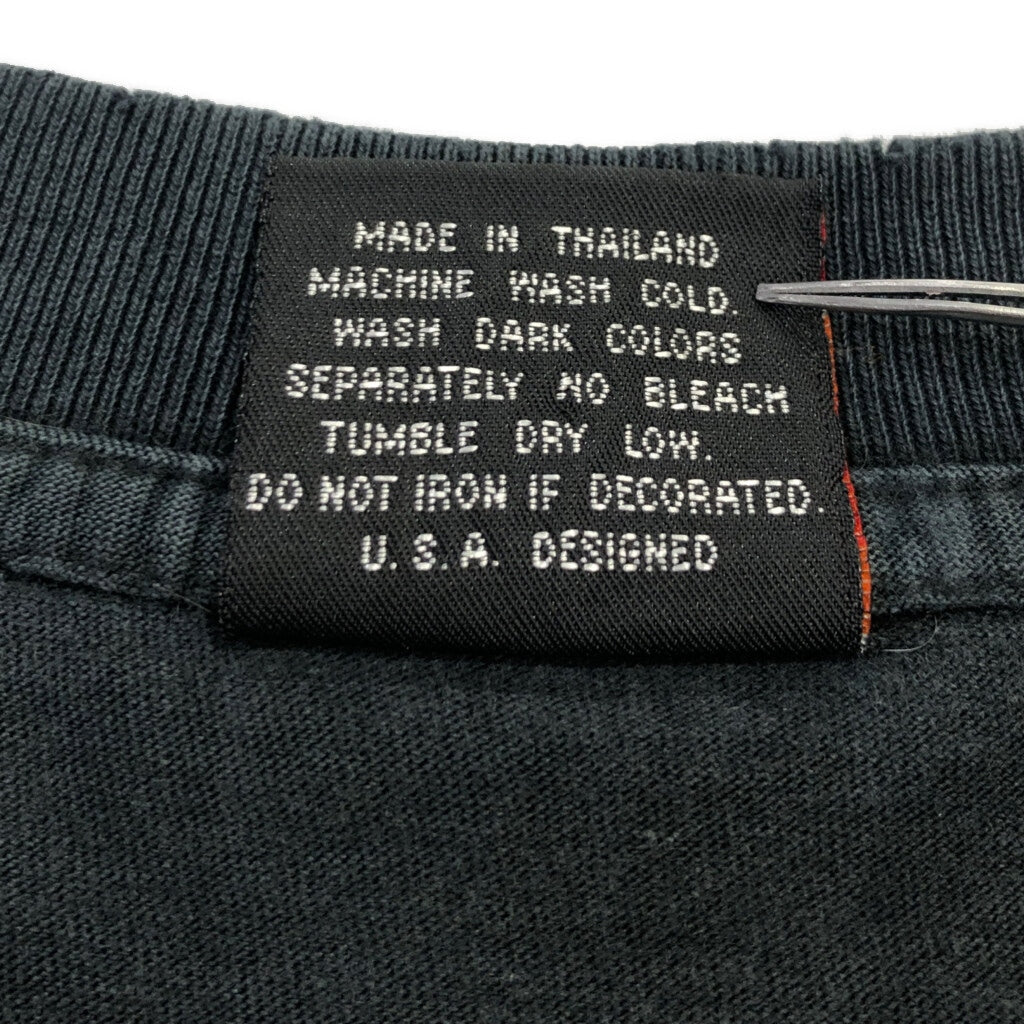 MADE IN THAILAND
MACHINE WASH COLD.
WASH DARK COLORS
SEPARATELY NO BLEACH
TUMBLE DRY LOW.
DO NOT IRON IF DECORATED.
U.S.A. DESIGNED